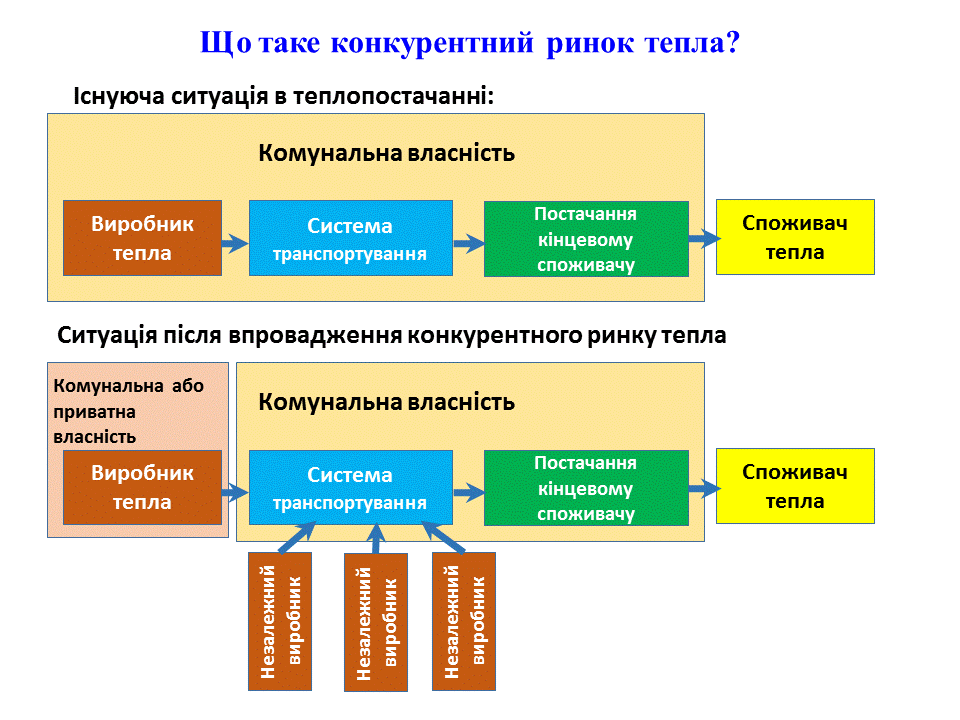 Що таке конкурентний ринок тепла?
Існуюча ситуація в теплопостачанні:
Комунальна власність
Виробник
тепла
Система
транспортування
Постачання
кінцевому
споживачу
Споживач
тепла
Ситуація після впровадження конкурентного ринку тепла
Комунальна або
приватна
власність
Комунальна власність
Виробник
тепла
Система
транспортування
Постачання
кінцевому
споживачу
Споживач
тепла
Незалежний
виробник
Незалежний
виробник
Незалежний
виробник